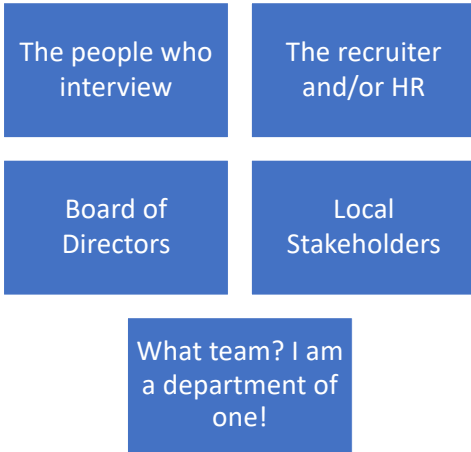 The people who
interview
The recruiter
and/or HR
Board of
Directors
Local
Stakeholders
What team? I am
a department of
one!